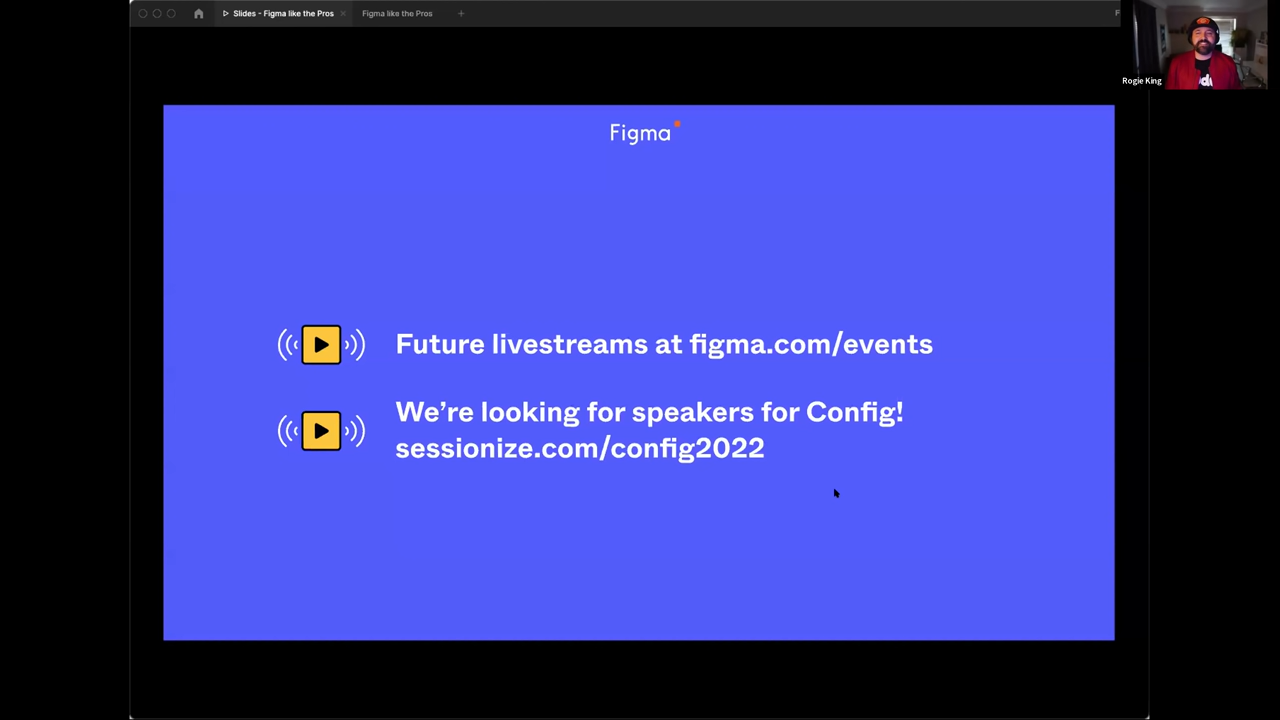 Slides - Figma like the Pros
Figma like the Pros
F
Rogie King
Figma
Future livestreams at figma.com/events
We're looking for speakers for Config!
sessionize.com/config2022